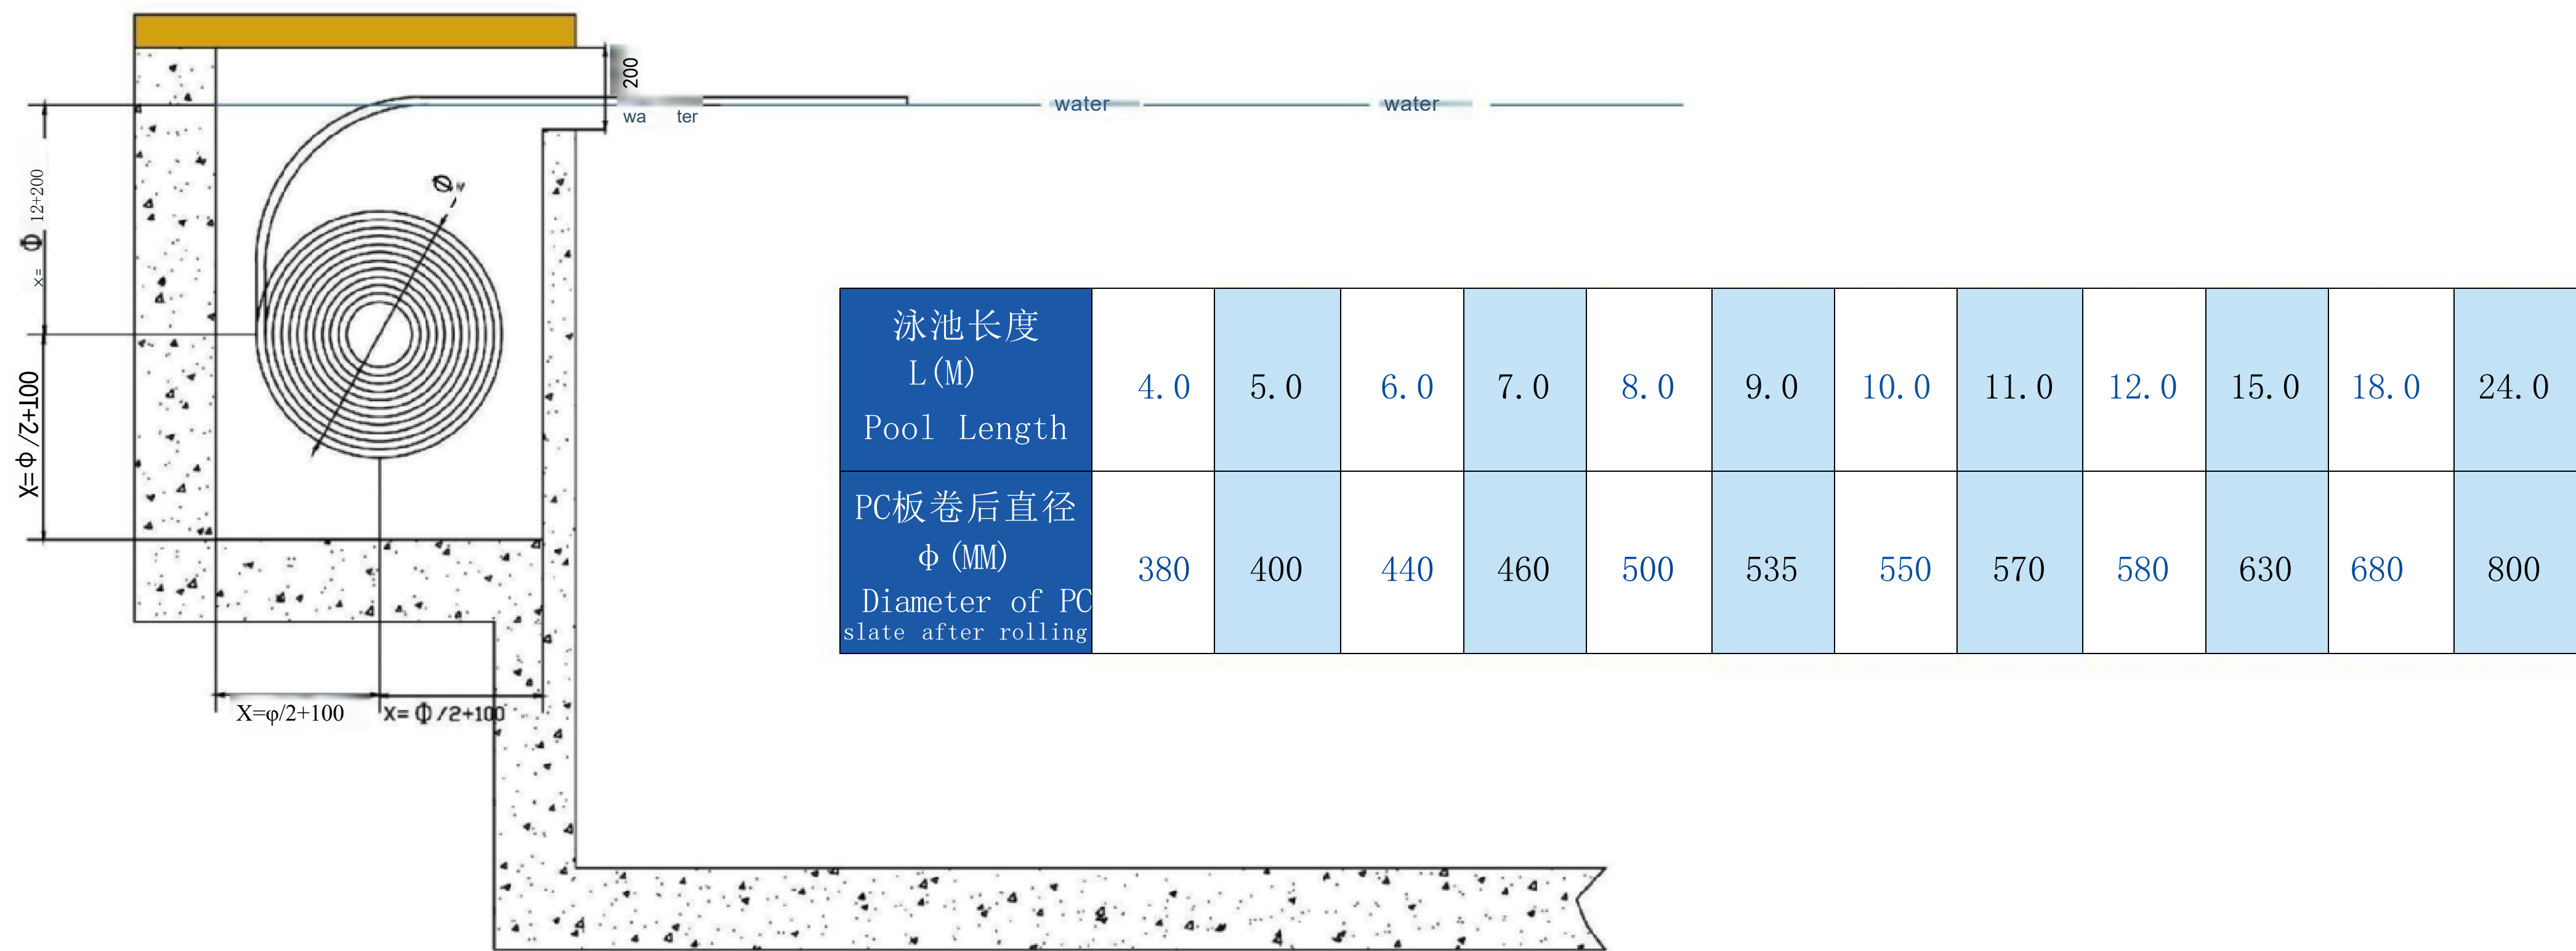 200
water
water
wa ter
Φ
x= Φ 12+200
X=Φ/2+100
X=φ/2+100
X=Φ/2+100
泳池长度
L(M)
Pool Length
4.0 5.0 6.0 7.0 8.0 9.0 10.0 11.0 12.0 15.0 18.0 24.0
PC板卷后直径
φ(MM)
Diameter of PC
slate after rolling
380 400 440 460 500 535 550 570 580 630 680 800